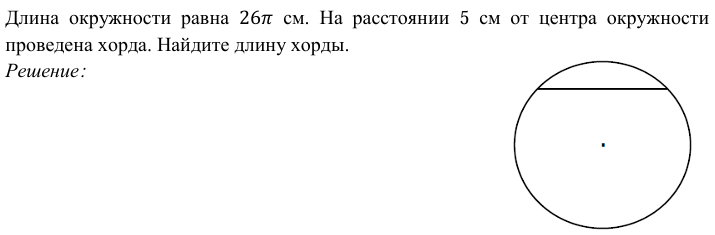 Длина окружности равна 26π см. На расстоянии 5 см от центра окружности
проведена хорда. Найдите длину хорды.
Решение: